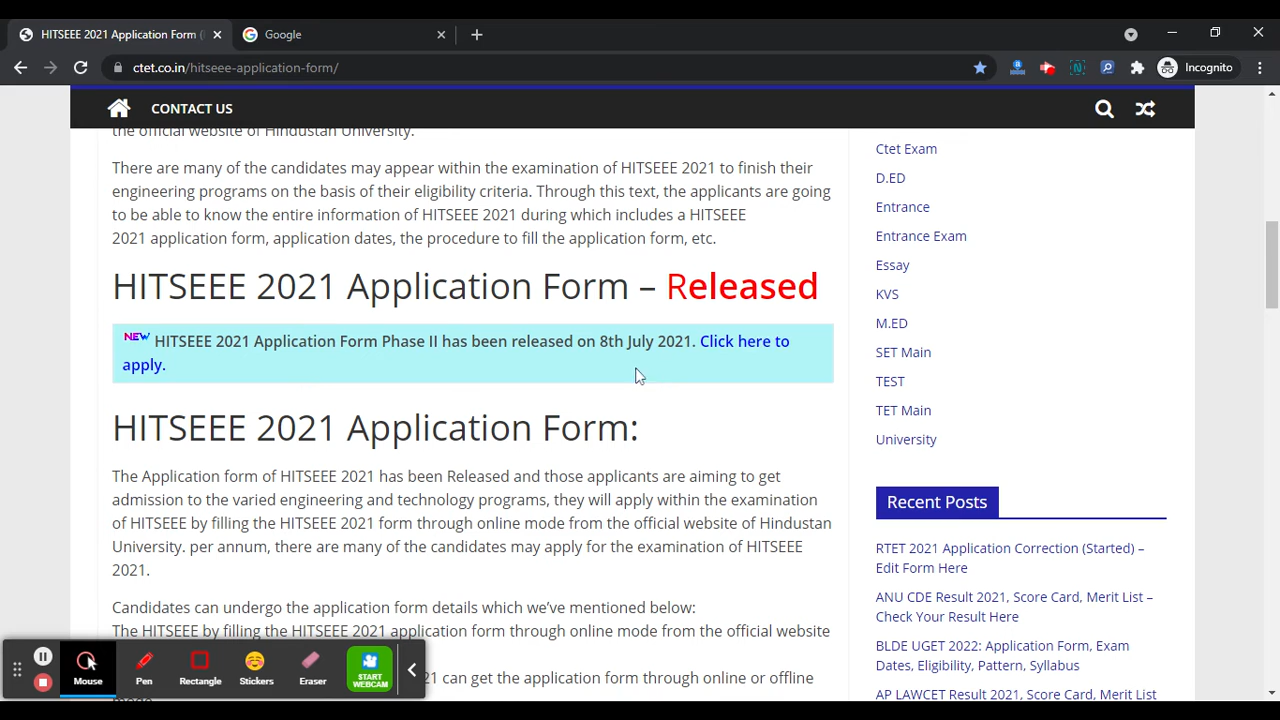 HITSEEE 2021 Application Form (
Google
ctet.co.in/hitseee-application-form/
Incognito
CONTACT US
the official website of Hindustan University.
There are many of the candidates may appear within the examination of HITSEEE 2021 to finish their
engineering programs on the basis of their eligibility criteria. Through this text, the applicants are going
to be able to know the entire information of HITSEEE 2021 during which includes a HITSEEE
2021 application form, application dates, the procedure to fill the application form, etc.
HITSEEE 2021 Application Form – Released
NEW HITSEEE 2021 Application Form Phase II has been released on 8th July 2021. Click here to
apply.
HITSEEE 2021 Application Form:
The Application form of HITSEEE 2021 has been Released and those applicants are aiming to get
admission to the varied engineering and technology programs, they will apply within the examination
of HITSEEE by filling the HITSEEE 2021 form through online mode from the official website of Hindustan
University. per annum, there are many of the candidates may apply for the examination of HITSEEE
2021.
Candidates can undergo the application form details which we've mentioned below:
The HITSEEE by filling the HITSEEE 2021 application form through online mode from the official website
21 can get the application form through online or offline
Ctet Exam
D.ED
Entrance
Entrance Exam
Essay
KVS
M.ED
SET Main
TEST
TET Main
University
Recent Posts
RTET 2021 Application Correction (Started) –
Edit Form Here
ANU CDE Result 2021, Score Card, Merit List –
Check Your Result Here
BLDE UGET 2022: Application Form, Exam
Dates, Eligibility, Pattern, Syllabus
AP LAWCET Result 2021, Score Card, Merit List
Mouse
Pen
Rectangle
Stickers
Eraser
START
WEBCAM